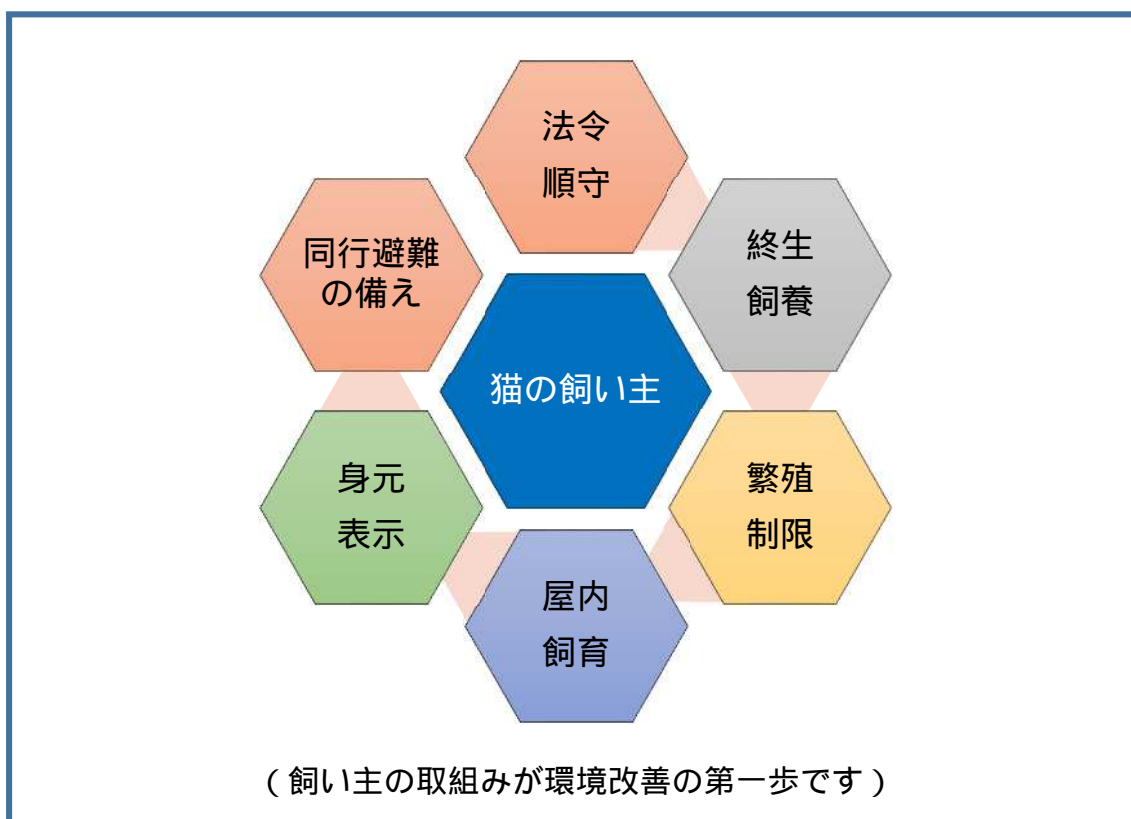 法令
順守
終生
飼養
繁殖
制限
屋内
飼育
身元
表示
同行避難
の備え
猫の飼い主
（飼い主の取組みが環境改善の第一歩です）